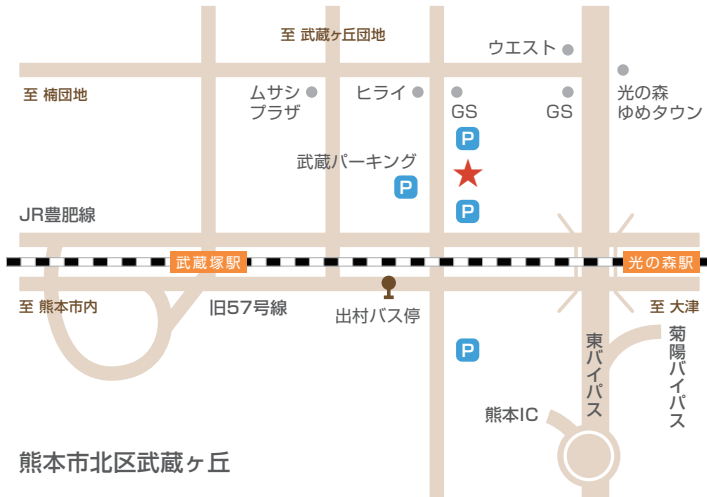 至 武蔵ヶ丘団地
ウエスト
至 楠団地
ムサシ
プラザ
ヒライ
GS
GS
光の森
ゆめタウン
P
武蔵パーキング
P
P
JR豊肥線
武蔵塚駅
光の森駅
至 熊本市内
旧57号線
出村バス停
至 大津
P
東バイパス
菊陽バイパス
熊本IC
熊本市北区武蔵ヶ丘